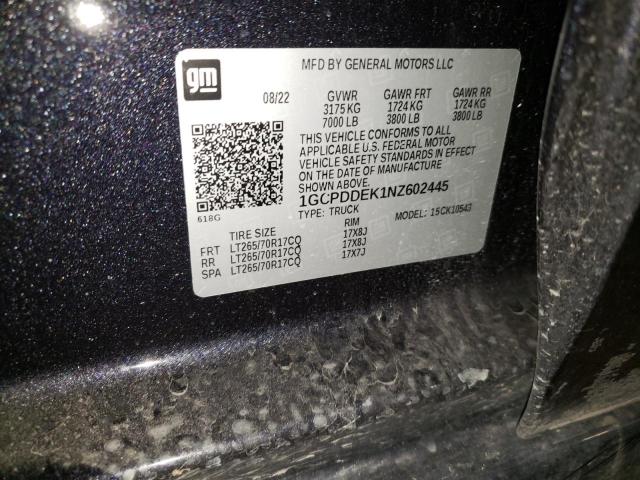 gm
MFD BY GENERAL MOTORS LLC
08/22 GVWR GAWR FRT GAWR RR
3175 KG 1724 KG 1724 KG
7000 LB 3800 LB 3800 LB
THIS VEHICLE CONFORMS TO ALL
APPLICABLE U.S. FEDERAL MOTOR
VEHICLE SAFETY STANDARDS IN EFFECT
ON THE DATE OF MANUFACTURE
SHOWN ABOVE.
1GCPDDEK1NZ602445
618G TYPE: TRUCK MODEL: 15CK10543
TIRE SIZE RIM
FRT LT265/70R17CQ 17X8J
RR LT265/70R17CQ 17X8J
SPA LT265/70R17CQ 17X7J